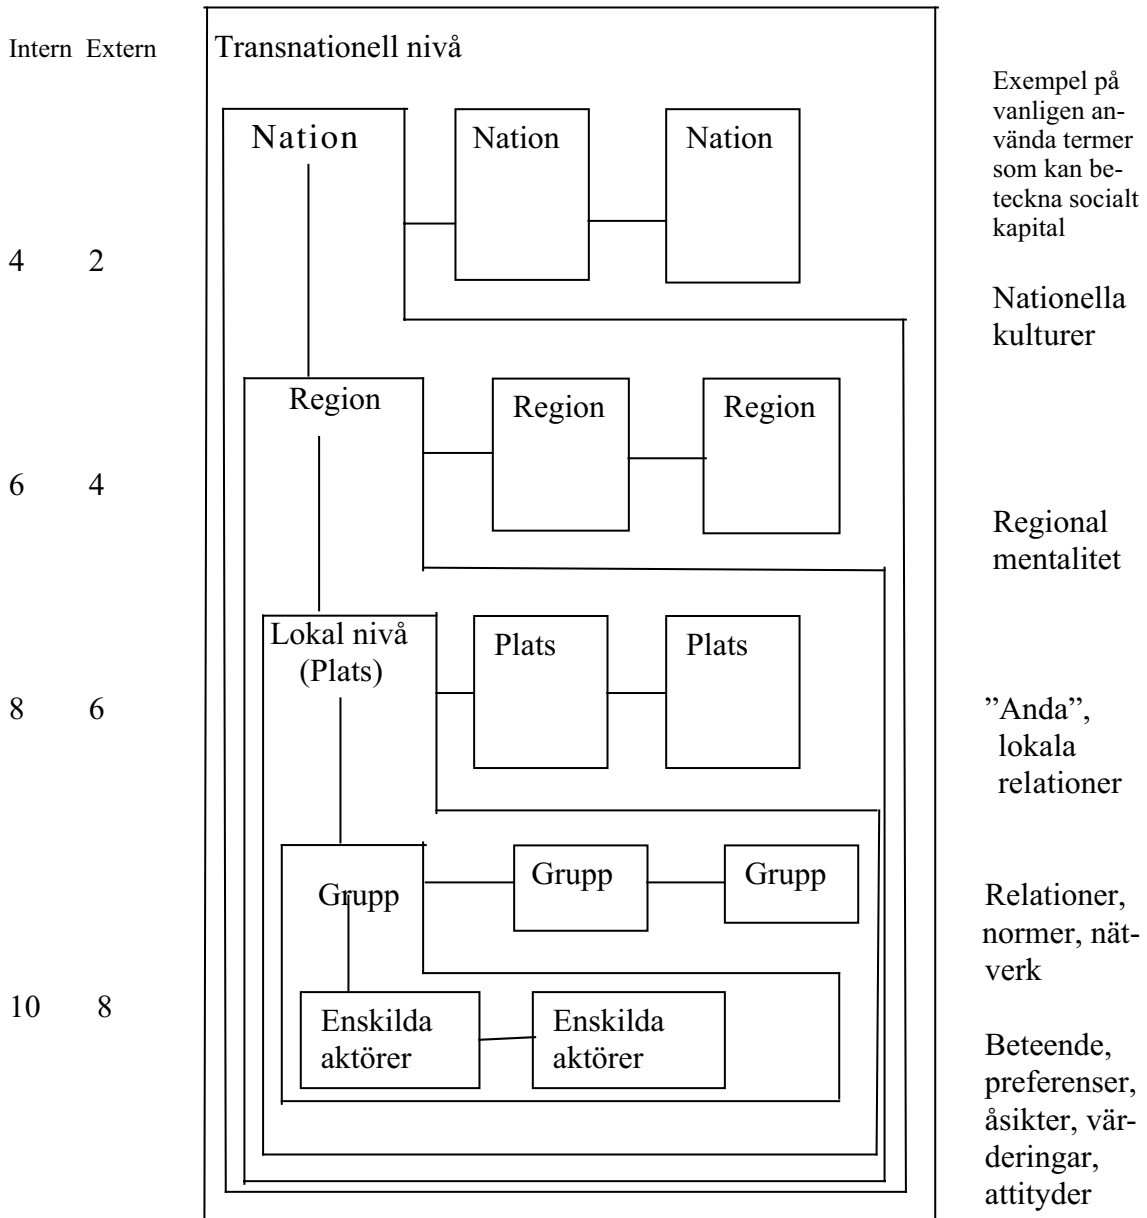 Intern Extern
Transnationell nivå
Exempel på
vanligen an-
vända termer
som kan be-
teckna socialt
kapital
Nation
Nation
Nation
4 2
Nationella
kulturer
Region
Region
Region
6 4
Regional
mentalitet
Lokal nivå
(Plats)
Plats
Plats
8 6
”Anda”,
lokala
relationer
Grupp
Grupp
Grupp
Relationer,
normer, nät-
verk
10 8
Enskilda
aktörer
Enskilda
aktörer
Beteende,
preferenser,
åsikter, vär-
deringar,
attityder